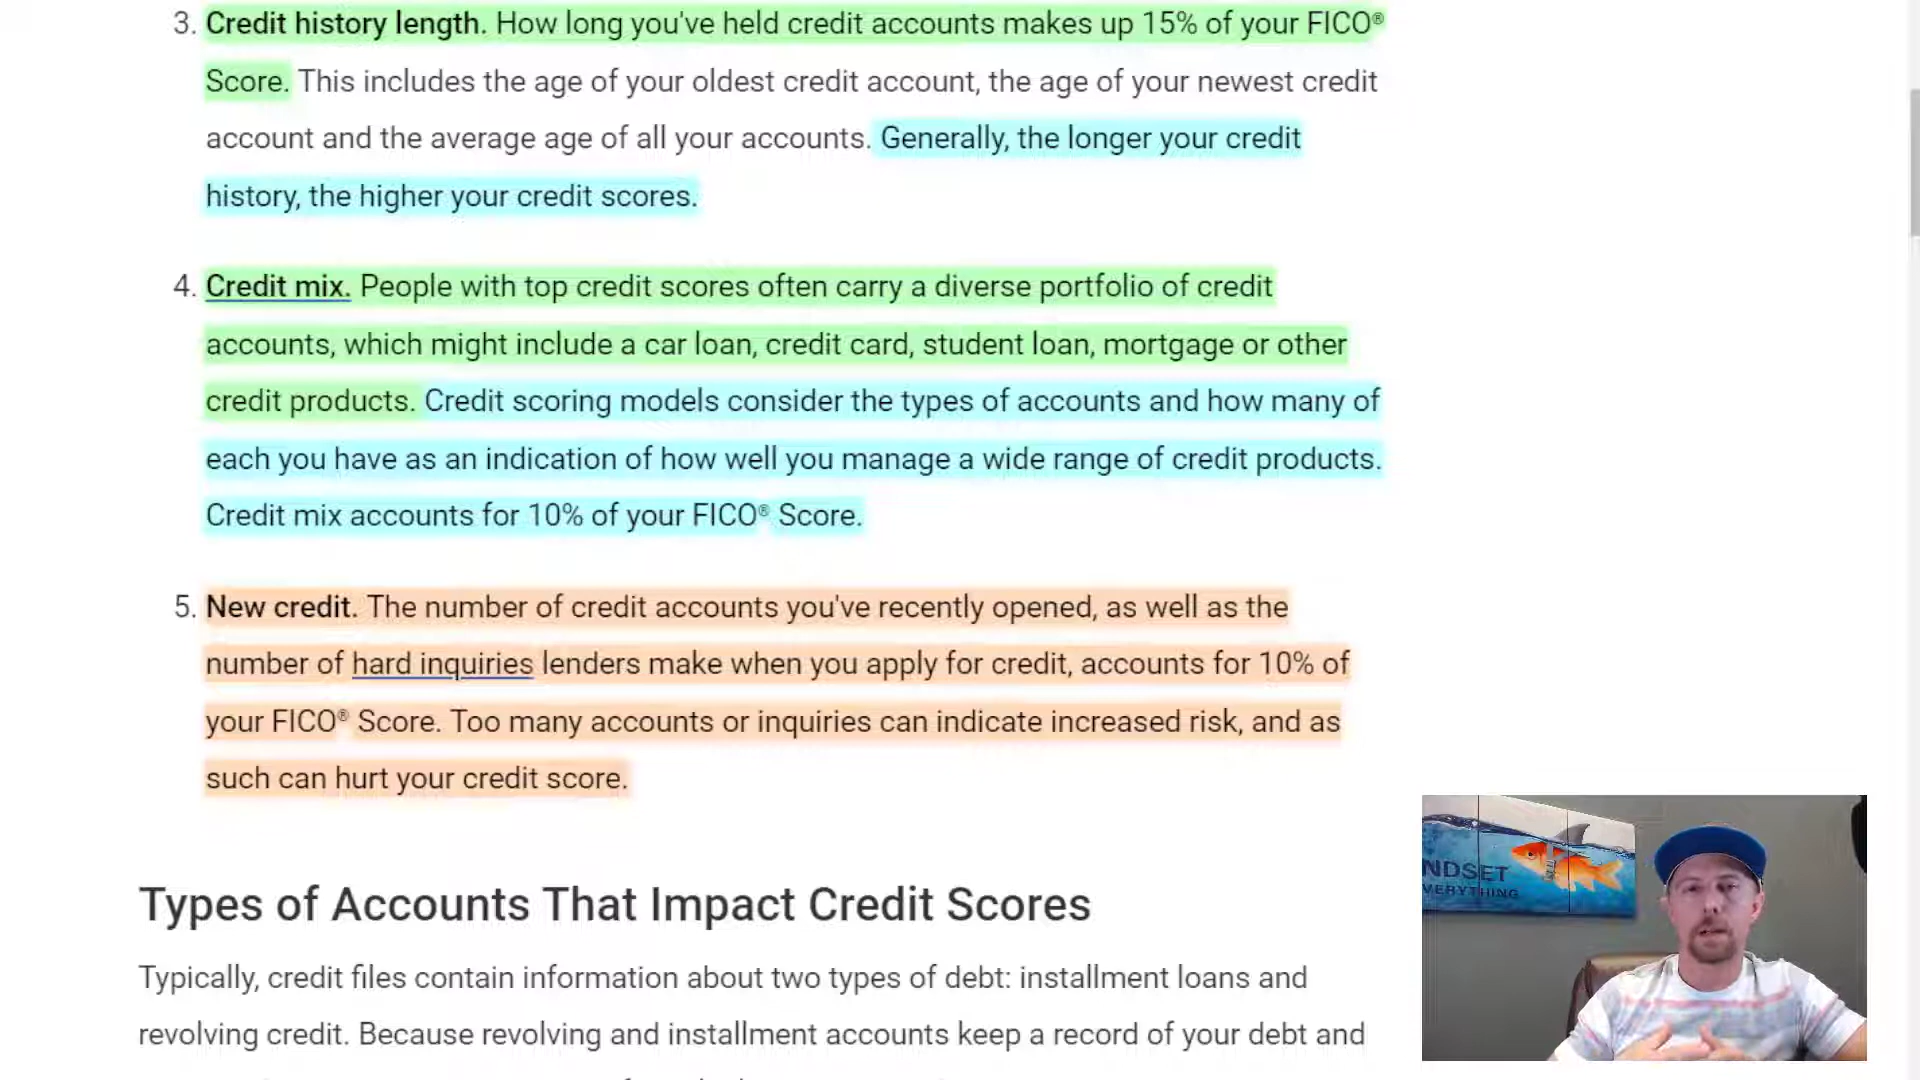 3. Credit history length. How long you've held credit accounts makes up 15% of your FICO®
Score. This includes the age of your oldest credit account, the age of your newest credit
account and the average age of all your accounts. Generally, the longer your credit
history, the higher your credit scores.
4. Credit mix. People with top credit scores often carry a diverse portfolio of credit
accounts, which might include a car loan, credit card, student loan, mortgage or other
credit products. Credit scoring models consider the types of accounts and how many of
each you have as an indication of how well you manage a wide range of credit products.
Credit mix accounts for 10% of your FICO® Score.
5. New credit. The number of credit accounts you've recently opened, as well as the
number of hard inquiries lenders make when you apply for credit, accounts for 10% of
your FICO® Score. Too many accounts or inquiries can indicate increased risk, and as
such can hurt your credit score.
Types of Accounts That Impact Credit Scores
Typically, credit files contain information about two types of debt: installment loans and
revolving credit. Because revolving and installment accounts keep a record of your debt and
NDSET
VERYTHING